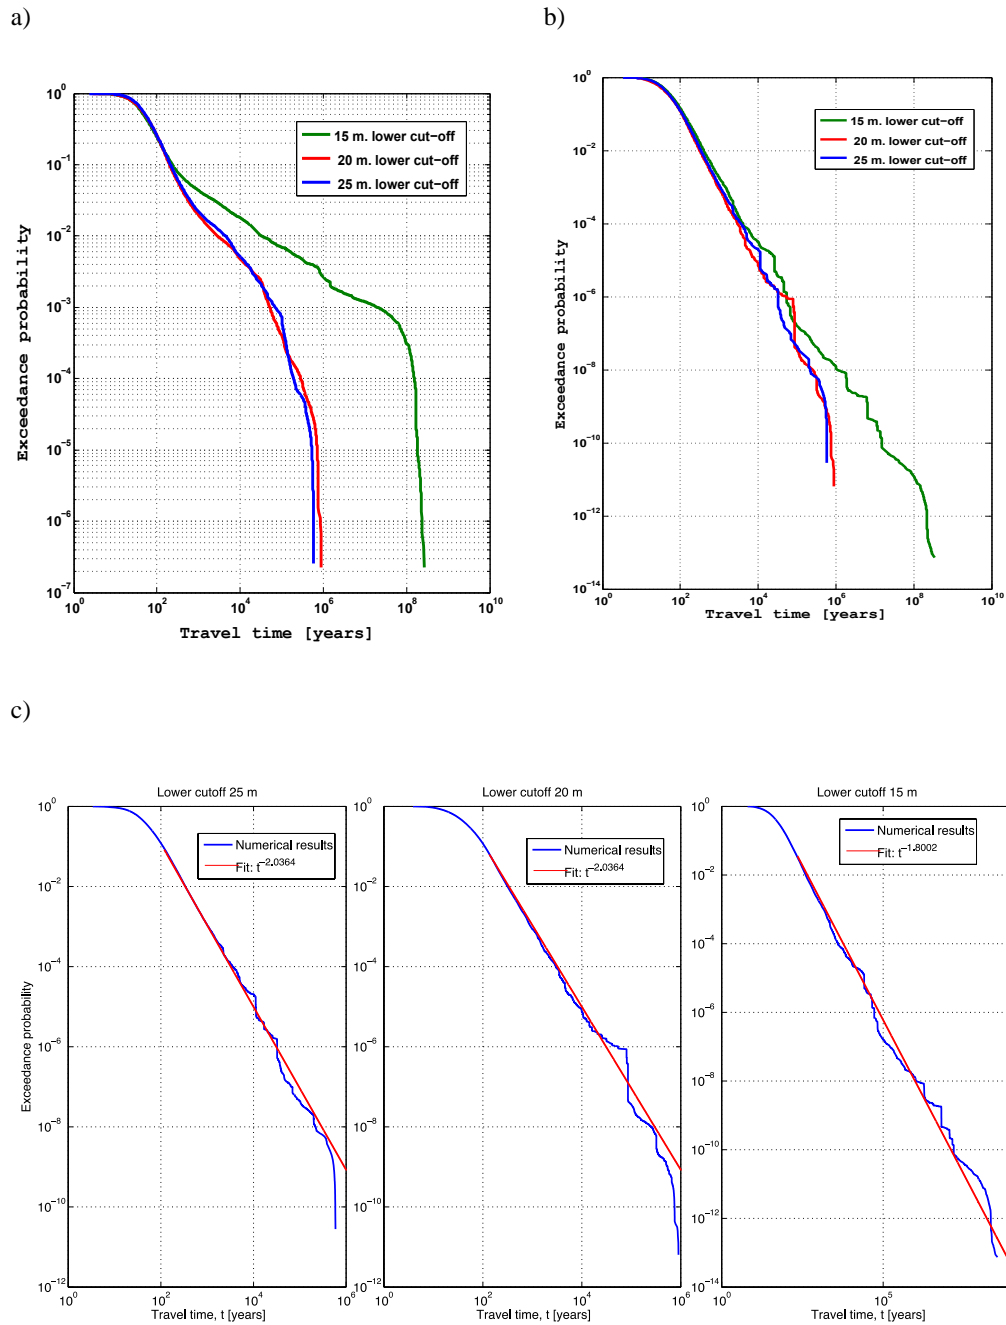 a)
b)
10^0
10^-1
10^-2
10^-3
10^-4
10^-5
10^-6
10^-7
Exceedance probability
15 m. lower cut-off
20 m. lower cut-off
25 m. lower cut-off
10^0 10^2 10^4 10^6 10^8 10^10
Travel time [years]
10^0
10^-2
10^-4
10^-6
10^-8
10^-10
10^-12
10^-14
Exceedance probability
15 m. lower cut-off
20 m. lower cut-off
25 m. lower cut-off
10^0 10^2 10^4 10^6 10^8 10^10
Travel time [years]
c)
Lower cutoff 25 m
10^0
10^-2
10^-4
10^-6
10^-8
10^-10
10^-12
Exceedance probability
Numerical results
Fit: t^-2.0364
10^0 10^2 10^4 10^6
Travel time, t [years]
Lower cutoff 20 m
10^0
10^-2
10^-4
10^-6
10^-8
10^-10
10^-12
Numerical results
Fit: t^-2.0364
10^0 10^2 10^4 10^6
Travel time, t [years]
Lower cutoff 15 m
10^0
10^-2
10^-4
10^-6
10^-8
10^-10
10^-12
10^-14
Numerical results
Fit: t^-1.8002
10^0 10^5
Travel time, t [years]